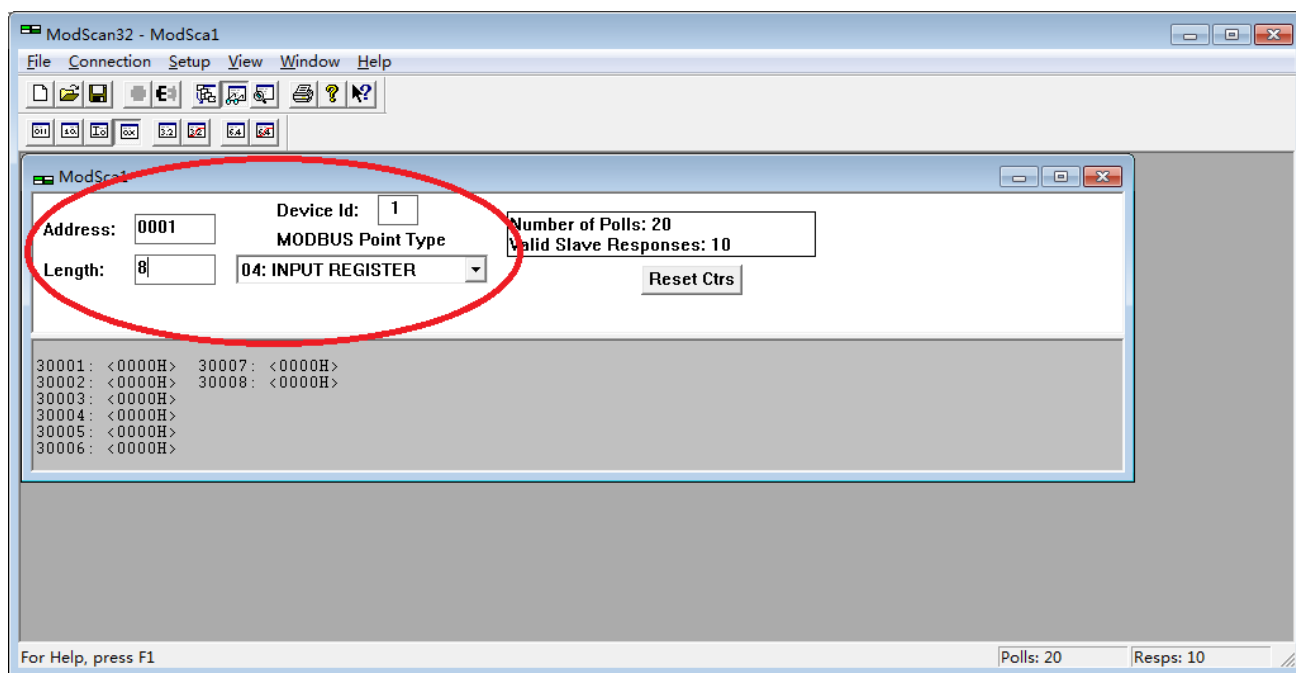 ModScan32 - ModSca1
File Connection Setup View Window Help
ModSca1
Address: 0001
Device Id: 1
MODBUS Point Type
Length: 8
04: INPUT REGISTER
Number of Polls: 20
Valid Slave Responses: 10
Reset Ctrs
30001: <0000H> 30007: <0000H>
30002: <0000H> 30008: <0000H>
30003: <0000H>
30004: <0000H>
30005: <0000H>
30006: <0000H>
For Help, press F1
Polls: 20
Resps: 10